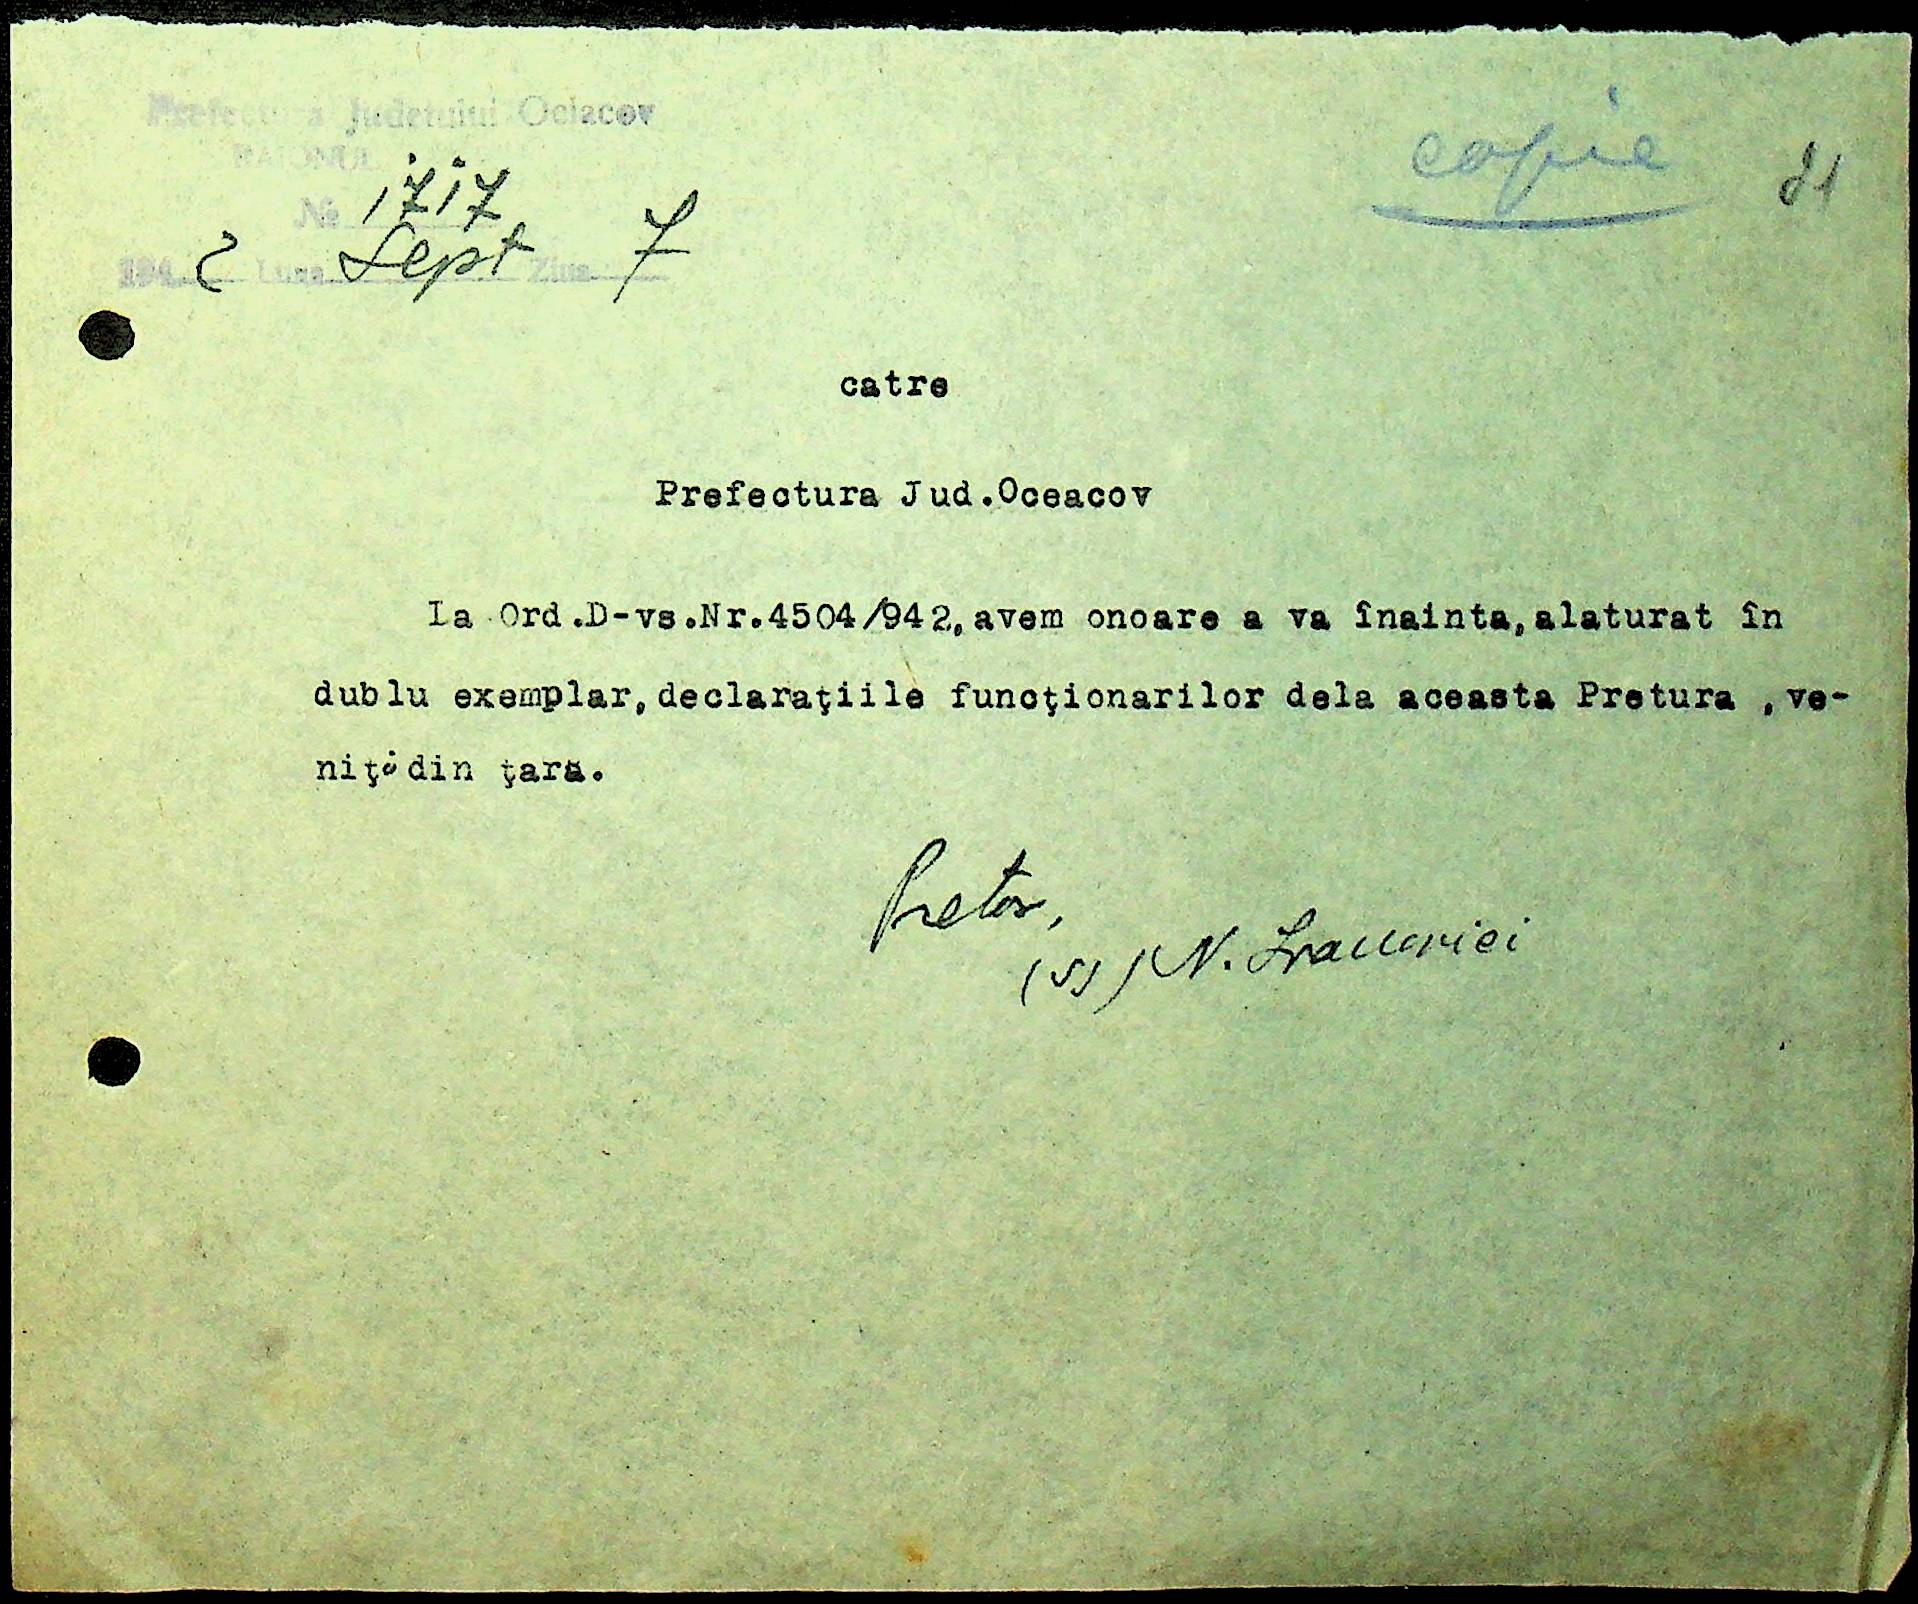 Prefectura Judetului Ociacov
RAIONUL
№ 1717
194 2 Luna Sept Ziua 7
copie
81
catre
Prefectura Jud.Oceacov
La Ord.D-vs.Nr.4504/942,avem onoare a va înainta,alaturat în
dublu exemplar,declaraţiile funcţionarilor dela aceasta Pretura ,ve-
niţi din ţara.
Pretor,
(ss) N.